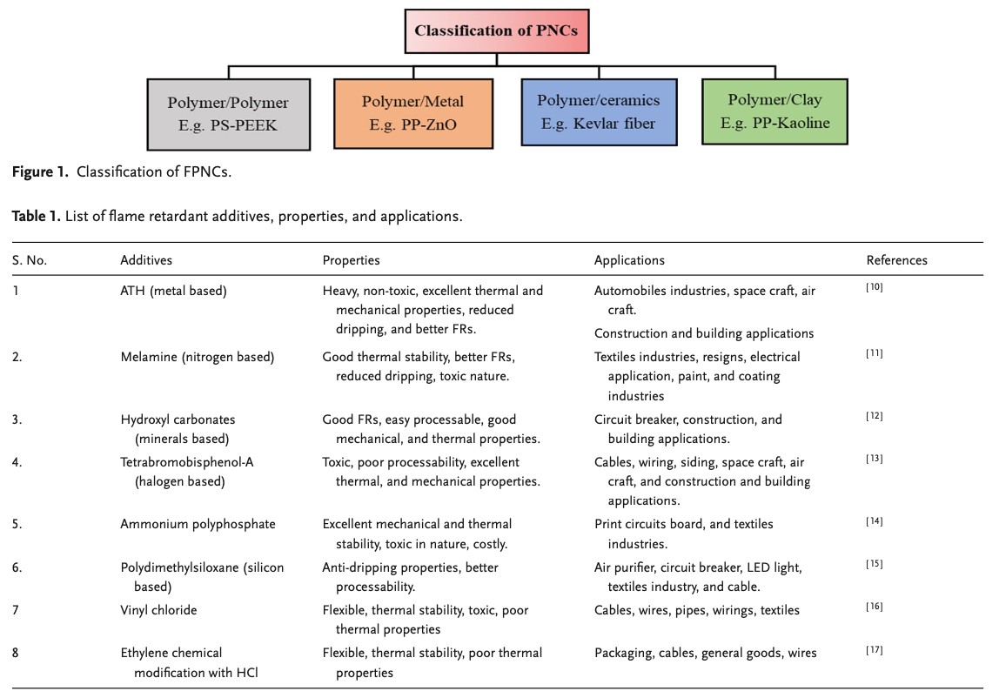 Classification of PNCs
Polymer/Polymer
E.g. PS-PEEK
Polymer/Metal
E.g. PP-ZnO
Polymer/ceramics
E.g. Kevlar fiber
Polymer/Clay
E.g. PP-Kaoline
Figure 1. Classification of FPNCs.
Table 1. List of flame retardant additives, properties, and applications.
S. No. Additives Properties Applications References
1 ATH (metal based) Heavy, non-toxic, excellent thermal and Automobiles industries, space craft, air [10]
mechanical properties, reduced craft.
dripping, and better FRs. Construction and building applications
2. Melamine (nitrogen based) Good thermal stability, better FRs, Textiles industries, resigns, electrical [11]
reduced dripping, toxic nature. application, paint, and coating
industries
3. Hydroxyl carbonates Good FRs, easy processable, good Circuit breaker, construction, and [12]
(minerals based) mechanical, and thermal properties. building applications.
4. Tetrabromobisphenol-A Toxic, poor processability, excellent Cables, wiring, siding, space craft, air [13]
(halogen based) thermal, and mechanical properties. craft, and construction and building
applications.
5. Ammonium polyphosphate Excellent mechanical and thermal Print circuits board, and textiles [14]
stability, toxic in nature, costly. industries.
6. Polydimethylsiloxane (silicon Anti-dripping properties, better Air purifier, circuit breaker, LED light, [15]
based) processability. textiles industry, and cable.
7 Vinyl chloride Flexible, thermal stability, toxic, poor Cables, wires, pipes, wirings, textiles [16]
thermal properties
8 Ethylene chemical Flexible, thermal stability, poor thermal Packaging, cables, general goods, wires [17]
modification with HCl properties